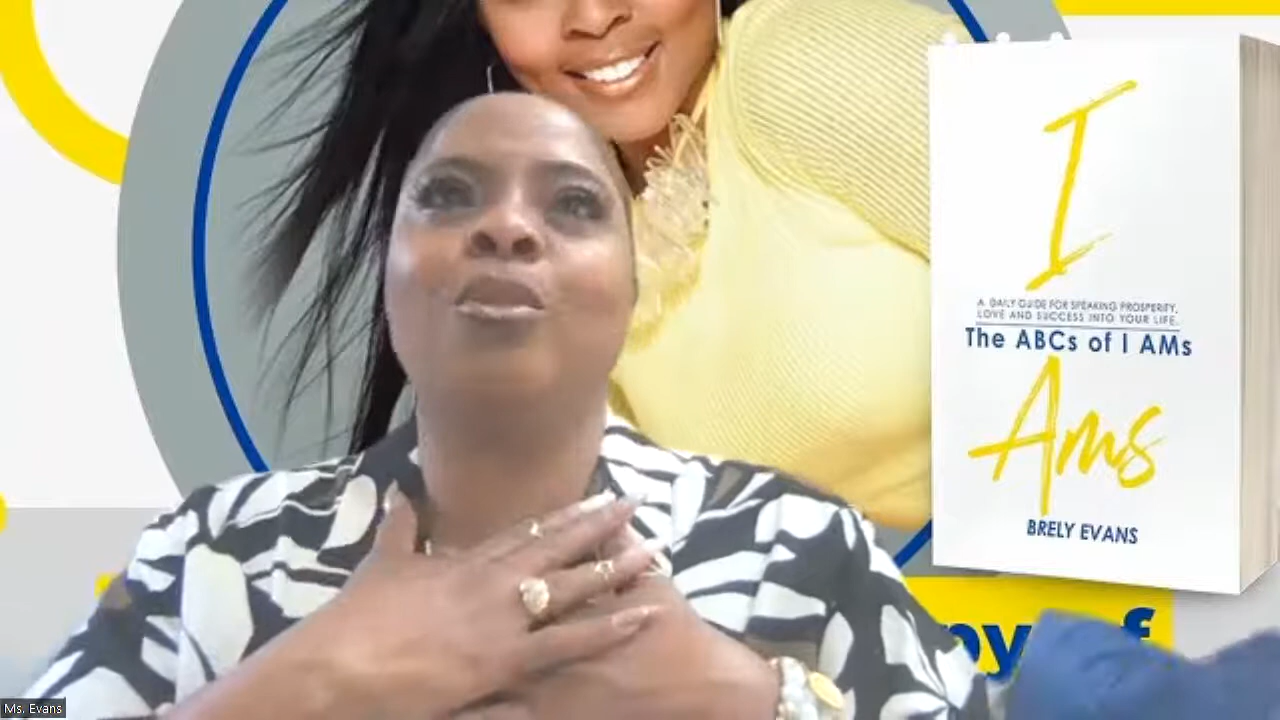 I
A DAILY GUIDE FOR SPEAKING PROSPERITY,
LOVE AND SUCCESS INTO YOUR LIFE.
The ABCs of I AMs
Ams
BRELY EVANS
Ms. Evans